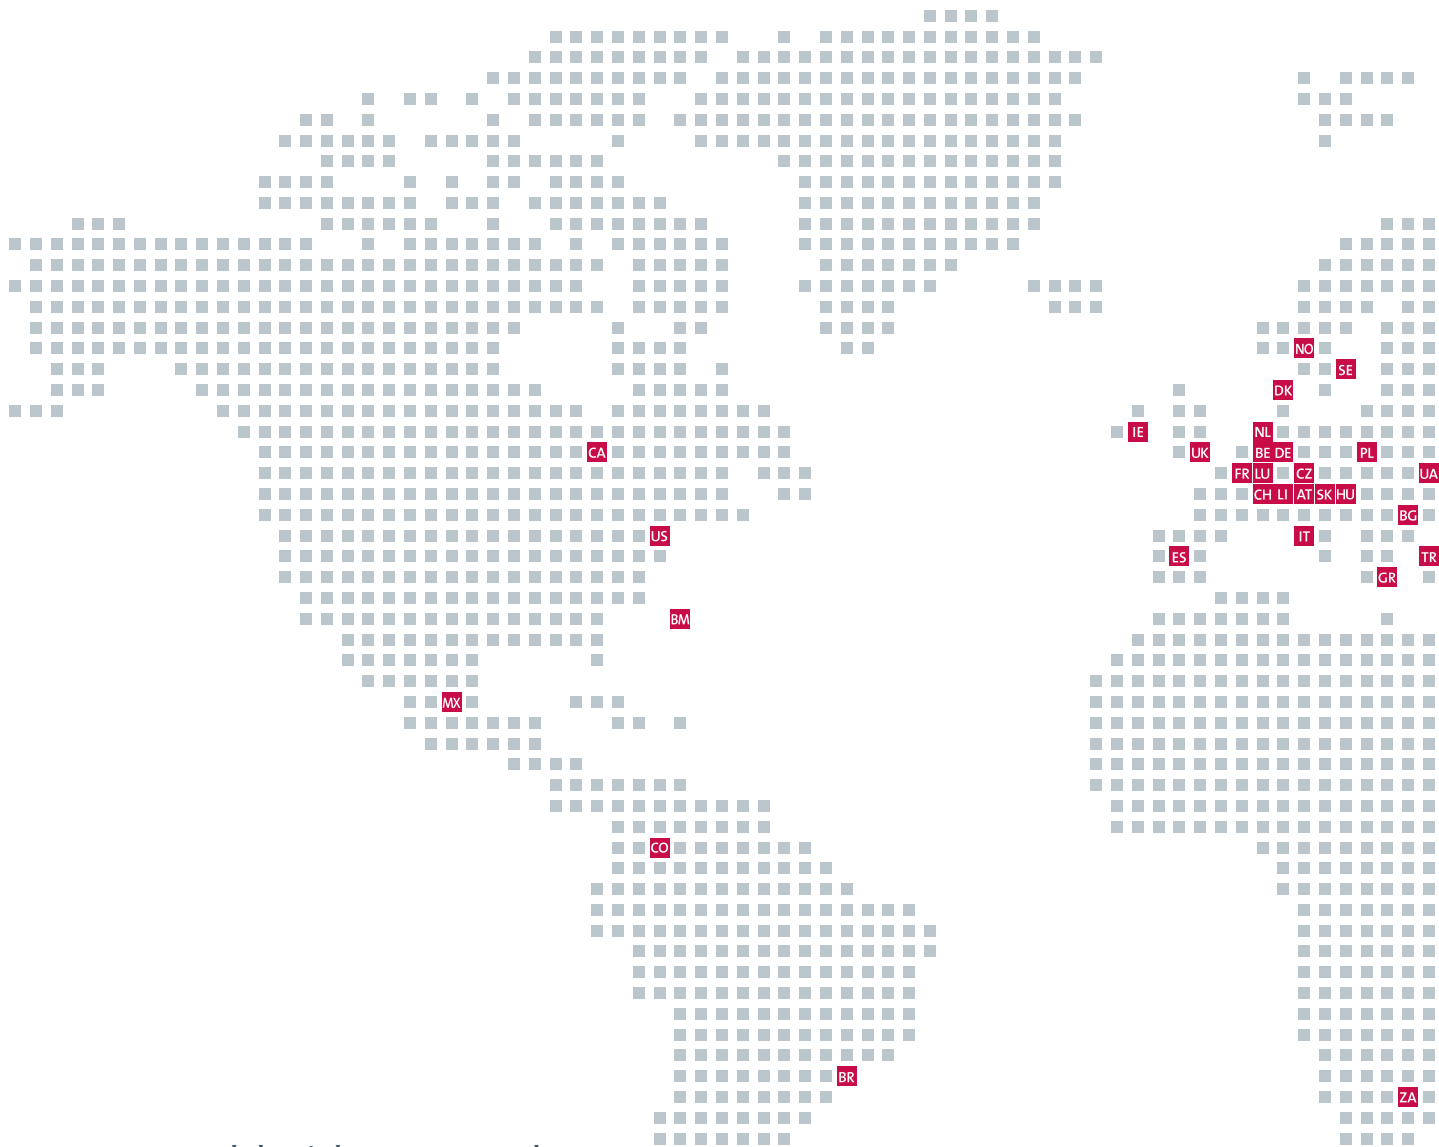 NO
SE
DK
IE NL
CA UK BE DE PL
FR LU CZ UA
CH LI AT SK HU
BG
US IT
ES TR
GR
BM
MX
CO
BR
ZA